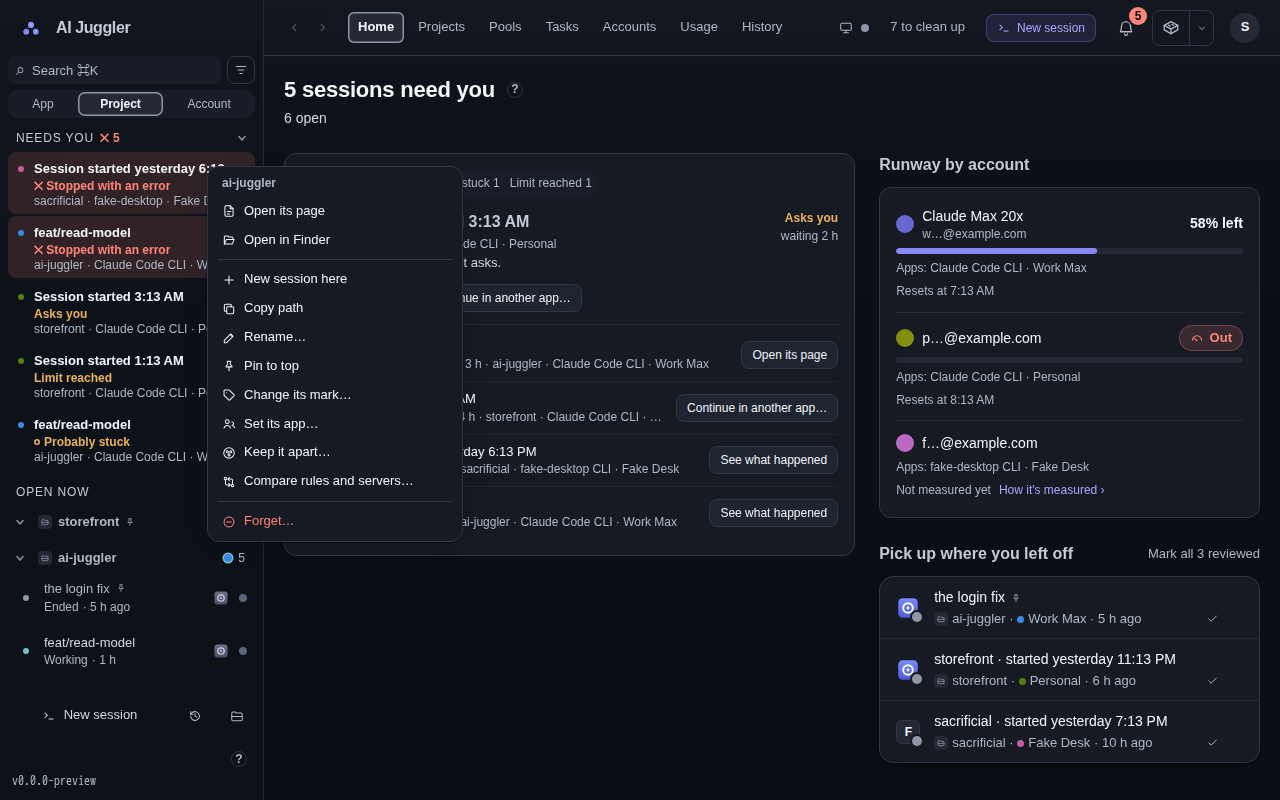 AI Juggler
Search ⌘K
App
Project
Account
NEEDS YOU
5
Session started yesterday
Stopped with an error
sacrificial · fake-desktop · Fake
feat/read-model
Stopped with an error
ai-juggler · Claude Code CLI ·
Session started 3:13 AM
Asks you
storefront · Claude Code CLI ·
Session started 1:13 AM
Limit reached
storefront · Claude Code CLI ·
feat/read-model
Probably stuck
ai-juggler · Claude Code CLI ·
OPEN NOW
storefront
ai-juggler
5
the login fix
Ended · 5 h ago
feat/read-model
Working · 1 h
New session
?
v0.0.0-preview
Home
Projects
Pools
Tasks
Accounts
Usage
History
7 to clean up
New session
5
S
5 sessions need you
?
6 open
ai-juggler
Open its page
Open in Finder
New session here
Copy path
Rename…
Pin to top
Change its mark…
Set its app…
Keep it apart…
Compare rules and servers…
Forget…
stuck 1
Limit reached 1
3:13 AM
Asks you
CLI · Personal
waiting 2 h
asks.
in another app…
3 h · ai-juggler · Claude Code CLI · Work Max
Open its page
AM
h · storefront · Claude Code CLI · …
Continue in another app…
6:13 PM
sacrificial · fake-desktop CLI · Fake Desk
See what happened
ai-juggler · Claude Code CLI · Work Max
See what happened
Runway by account
Claude Max 20x
w…@example.com
58% left
Apps: Claude Code CLI · Work Max
Resets at 7:13 AM
p…@example.com
Out
Apps: Claude Code CLI · Personal
Resets at 8:13 AM
f…@example.com
Apps: fake-desktop CLI · Fake Desk
Not measured yet
How it's measured ›
Pick up where you left off
Mark all 3 reviewed
the login fix
ai-juggler · Work Max · 5 h ago
storefront · started yesterday 11:13 PM
storefront · Personal · 6 h ago
F
sacrificial · started yesterday 7:13 PM
sacrificial · Fake Desk · 10 h ago